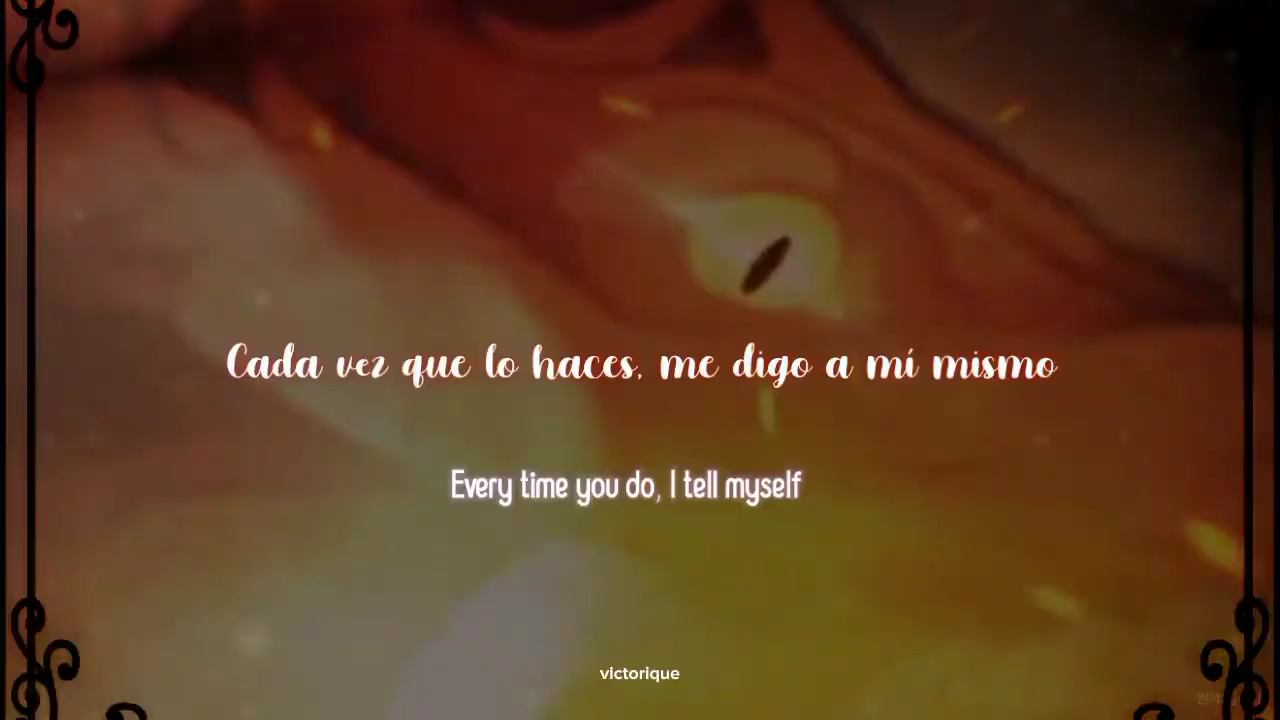 Cada vez que lo haces, me digo a mí mismo
Every time you do, I tell myself
victorique